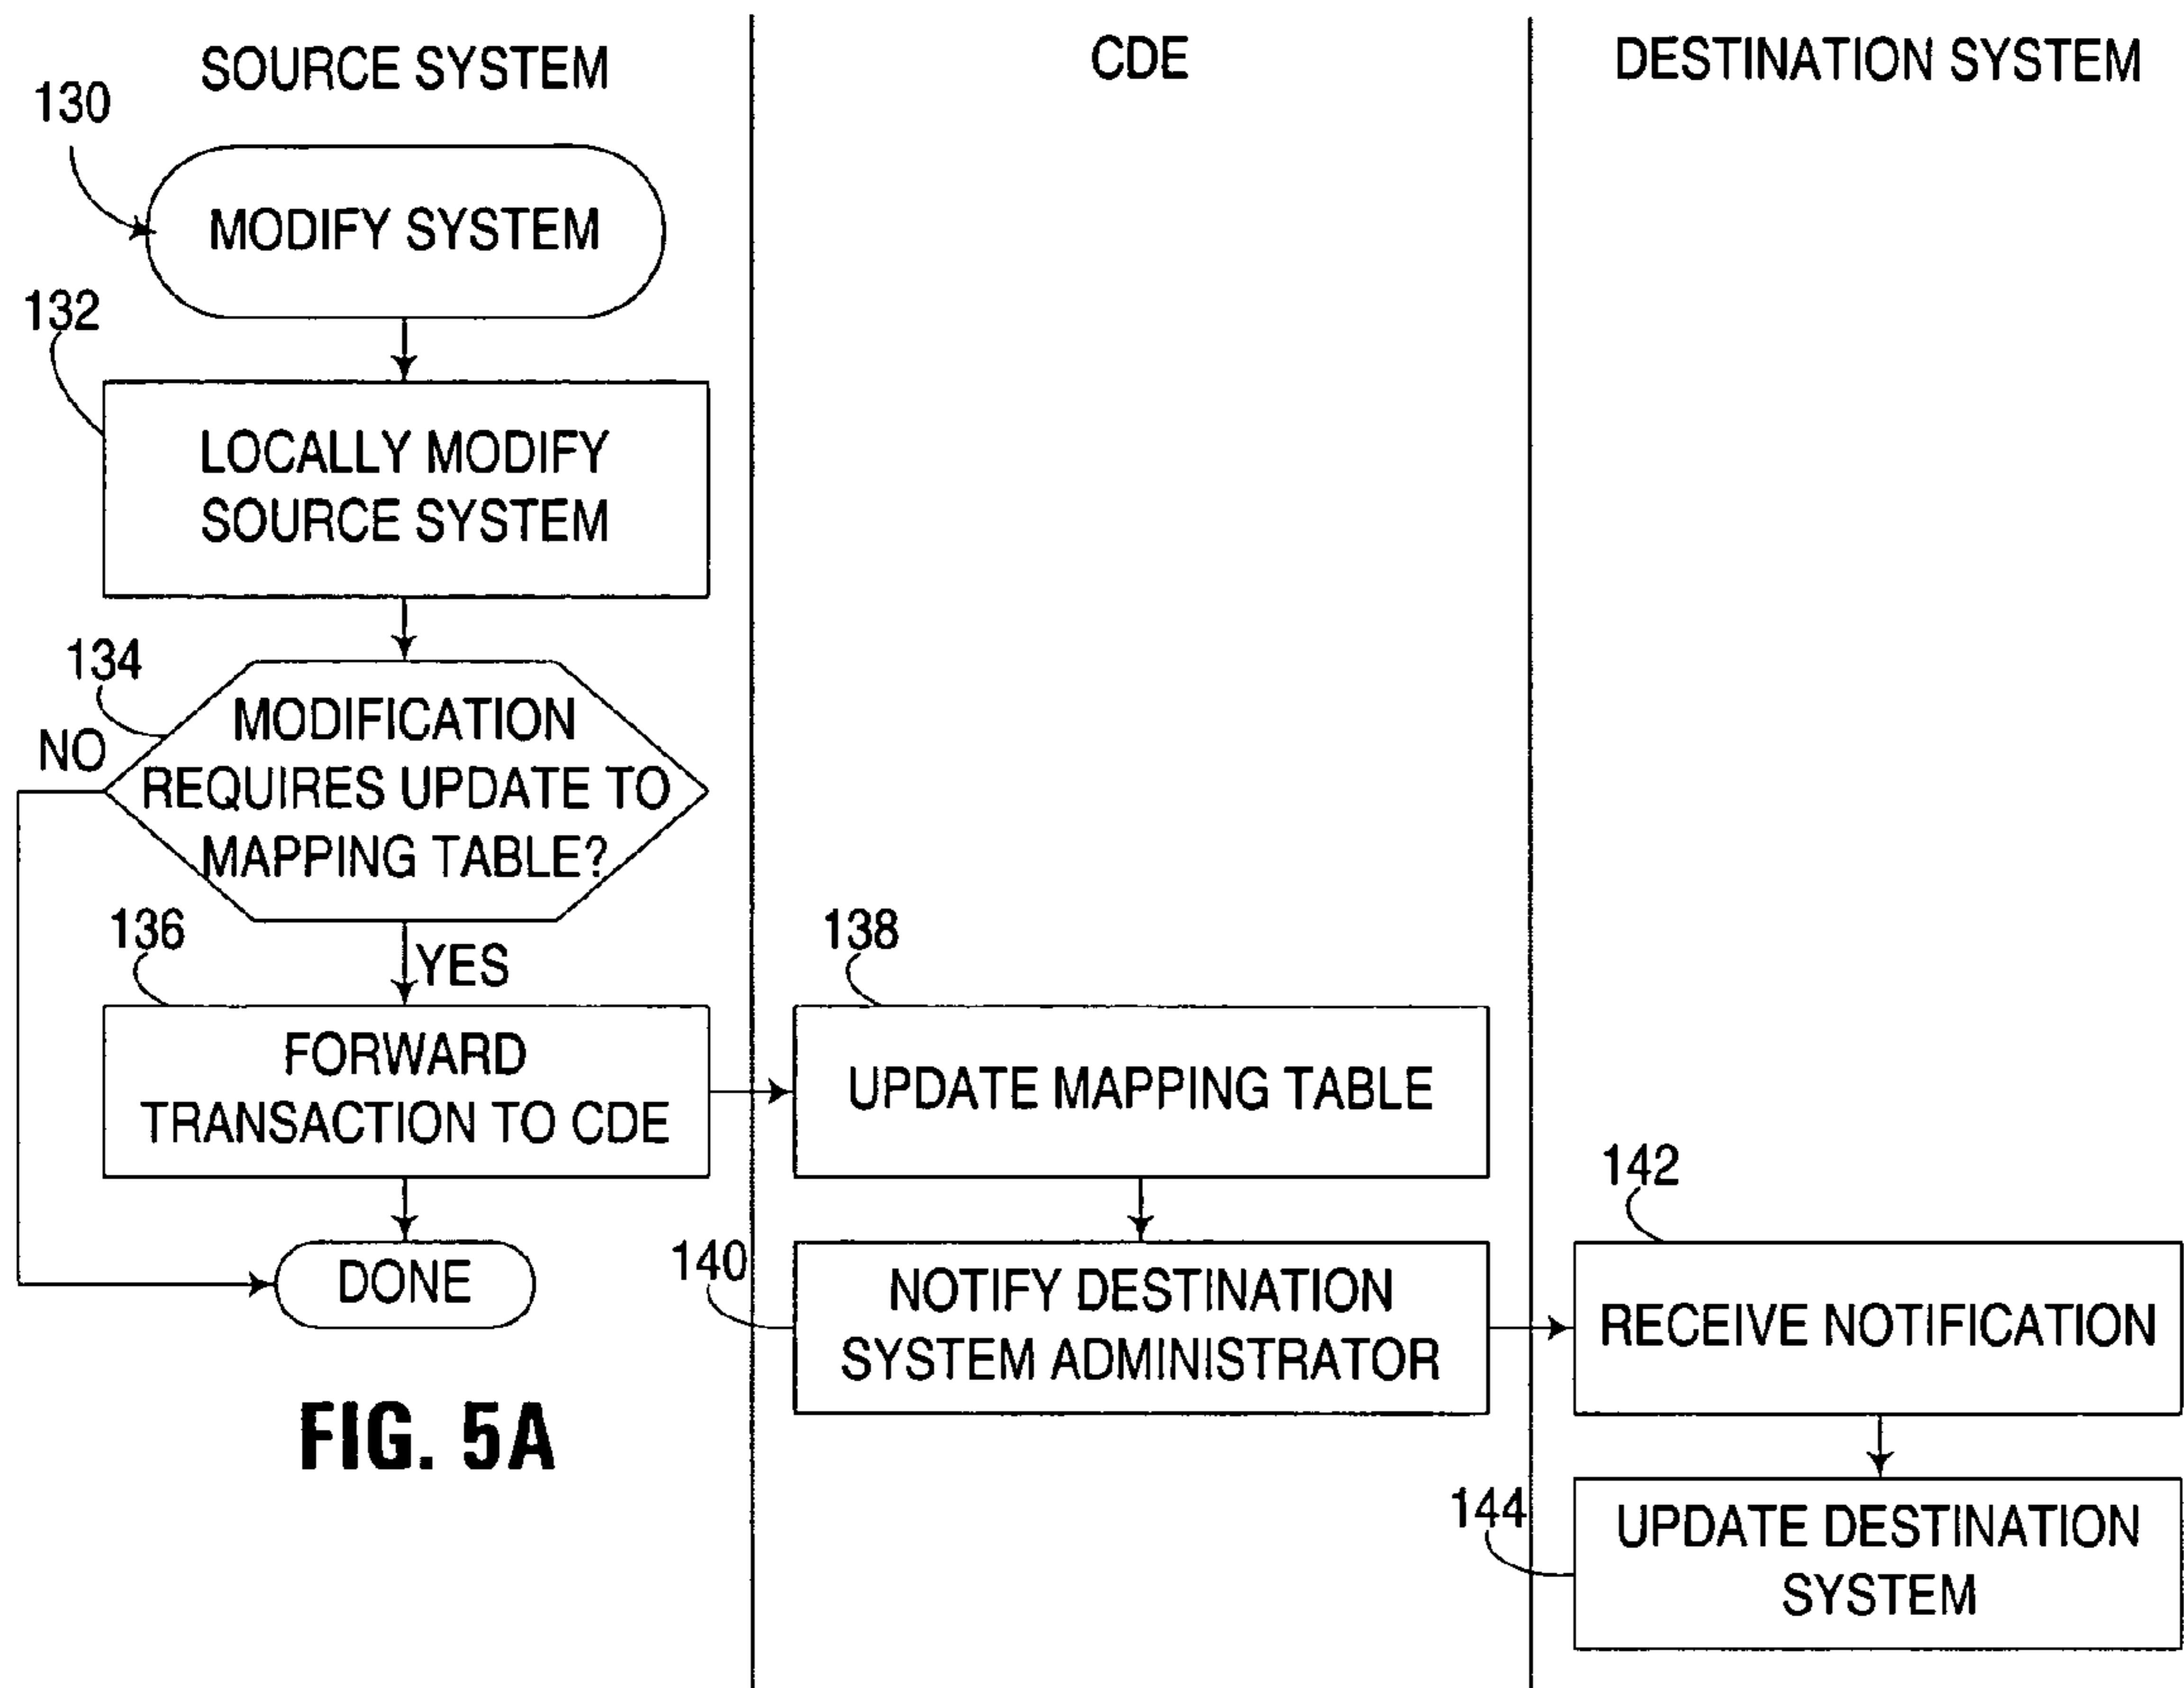 SOURCE SYSTEM
CDE
DESTINATION SYSTEM
130
MODIFY SYSTEM
132
LOCALLY MODIFY
SOURCE SYSTEM
134
NO
MODIFICATION
REQUIRES UPDATE TO
MAPPING TABLE?
136
YES
138
FORWARD
TRANSACTION TO CDE
UPDATE MAPPING TABLE
142
DONE
140
NOTIFY DESTINATION
SYSTEM ADMINISTRATOR
RECEIVE NOTIFICATION
FIG. 5A
144
UPDATE DESTINATION
SYSTEM